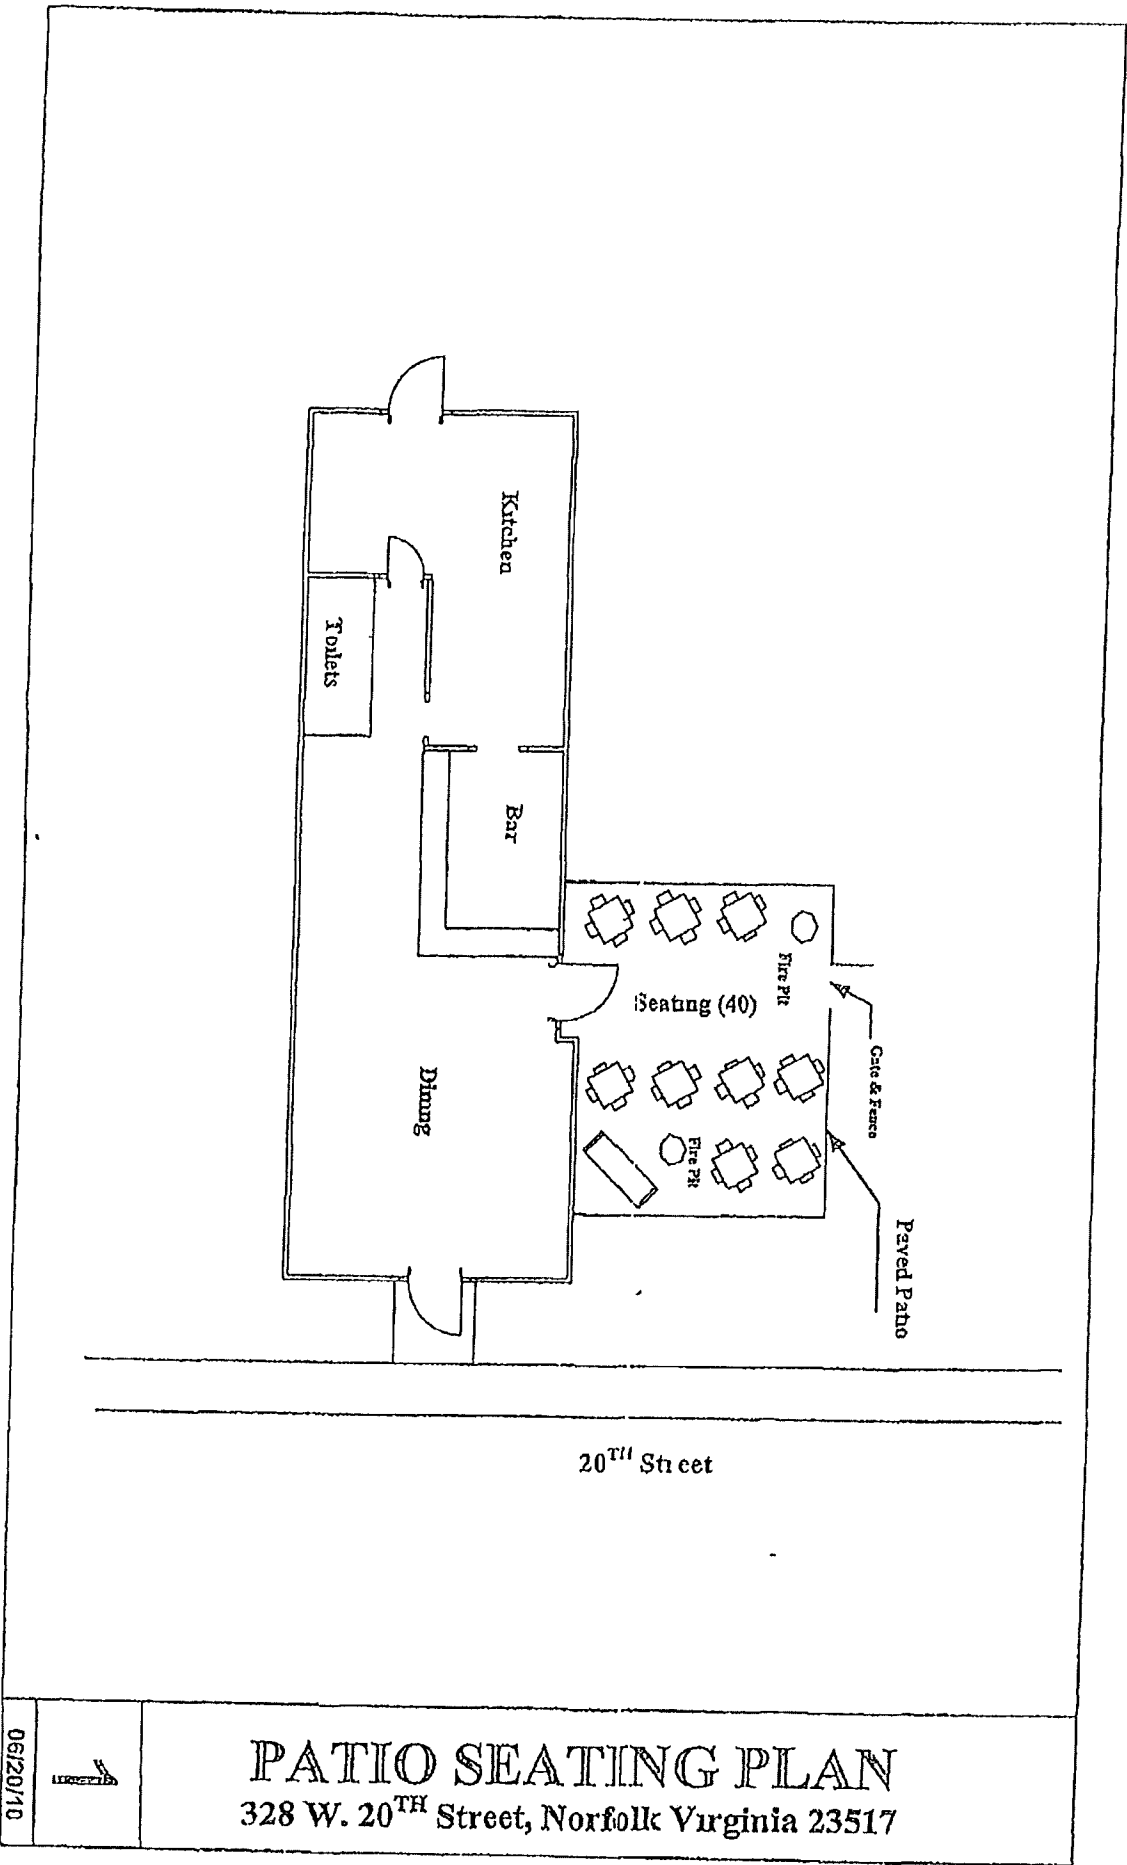 Kitchen
Toilets
Bar
Fire Pit
Seating (40)
Gate & Fence
Dining
Fire Pit
Paved Patio
20TH Street
PATIO SEATING PLAN
328 W. 20TH Street, Norfolk Virginia 23517
1
06/20/10